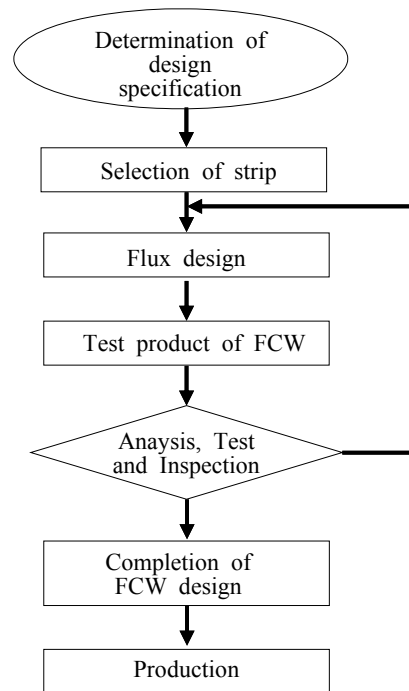 Determination of
design
specification
Selection of strip
Flux design
Test product of FCW
Anaysis, Test
and Inspection
Completion of
FCW design
Production